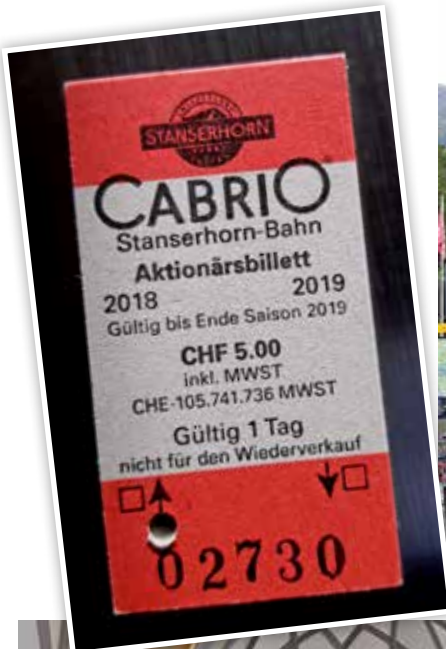 STANSERHORN
CABRIO
Stanserhorn-Bahn
Aktionärsbillett
2018 2019
Gültig bis Ende Saison 2019
CHF 5.00
inkl. MWST
CHE-105.741.736 MWST
Gültig 1 Tag
nicht für den Wiederverkauf
02730